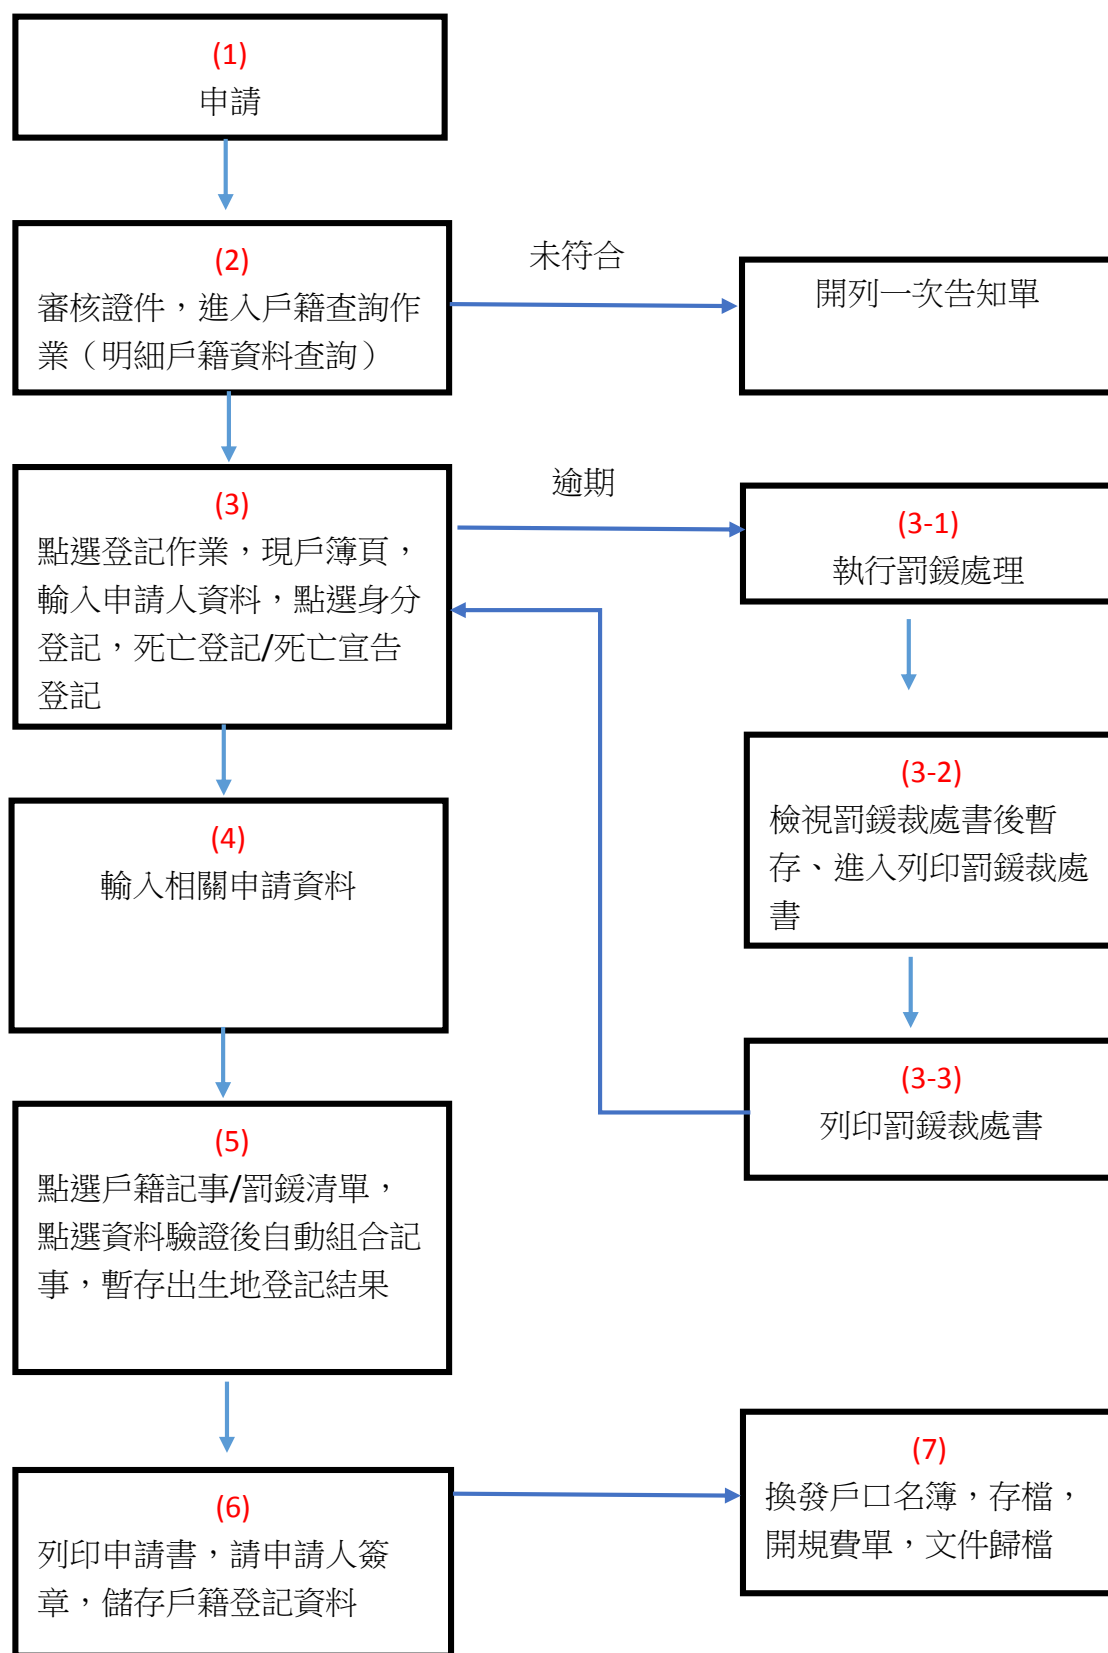 (1)
申請
(2)
審核證件，進入戶籍查詢作
業（明細戶籍資料查詢）
未符合
開列一次告知單
(3)
點選登記作業，現戶簿頁，
輸入申請人資料，點選身分
登記，死亡登記/死亡宣告
登記
逾期
(3-1)
執行罰鍰處理
(3-2)
檢視罰鍰裁處書後暫
存、進入列印罰鍰裁處
書
(3-3)
列印罰鍰裁處書
(4)
輸入相關申請資料
(5)
點選戶籍記事/罰鍰清單，
點選資料驗證後自動組合記
事，暫存出生地登記結果
(6)
列印申請書，請申請人簽
章，儲存戶籍登記資料
(7)
換發戶口名簿，存檔，
開規費單，文件歸檔